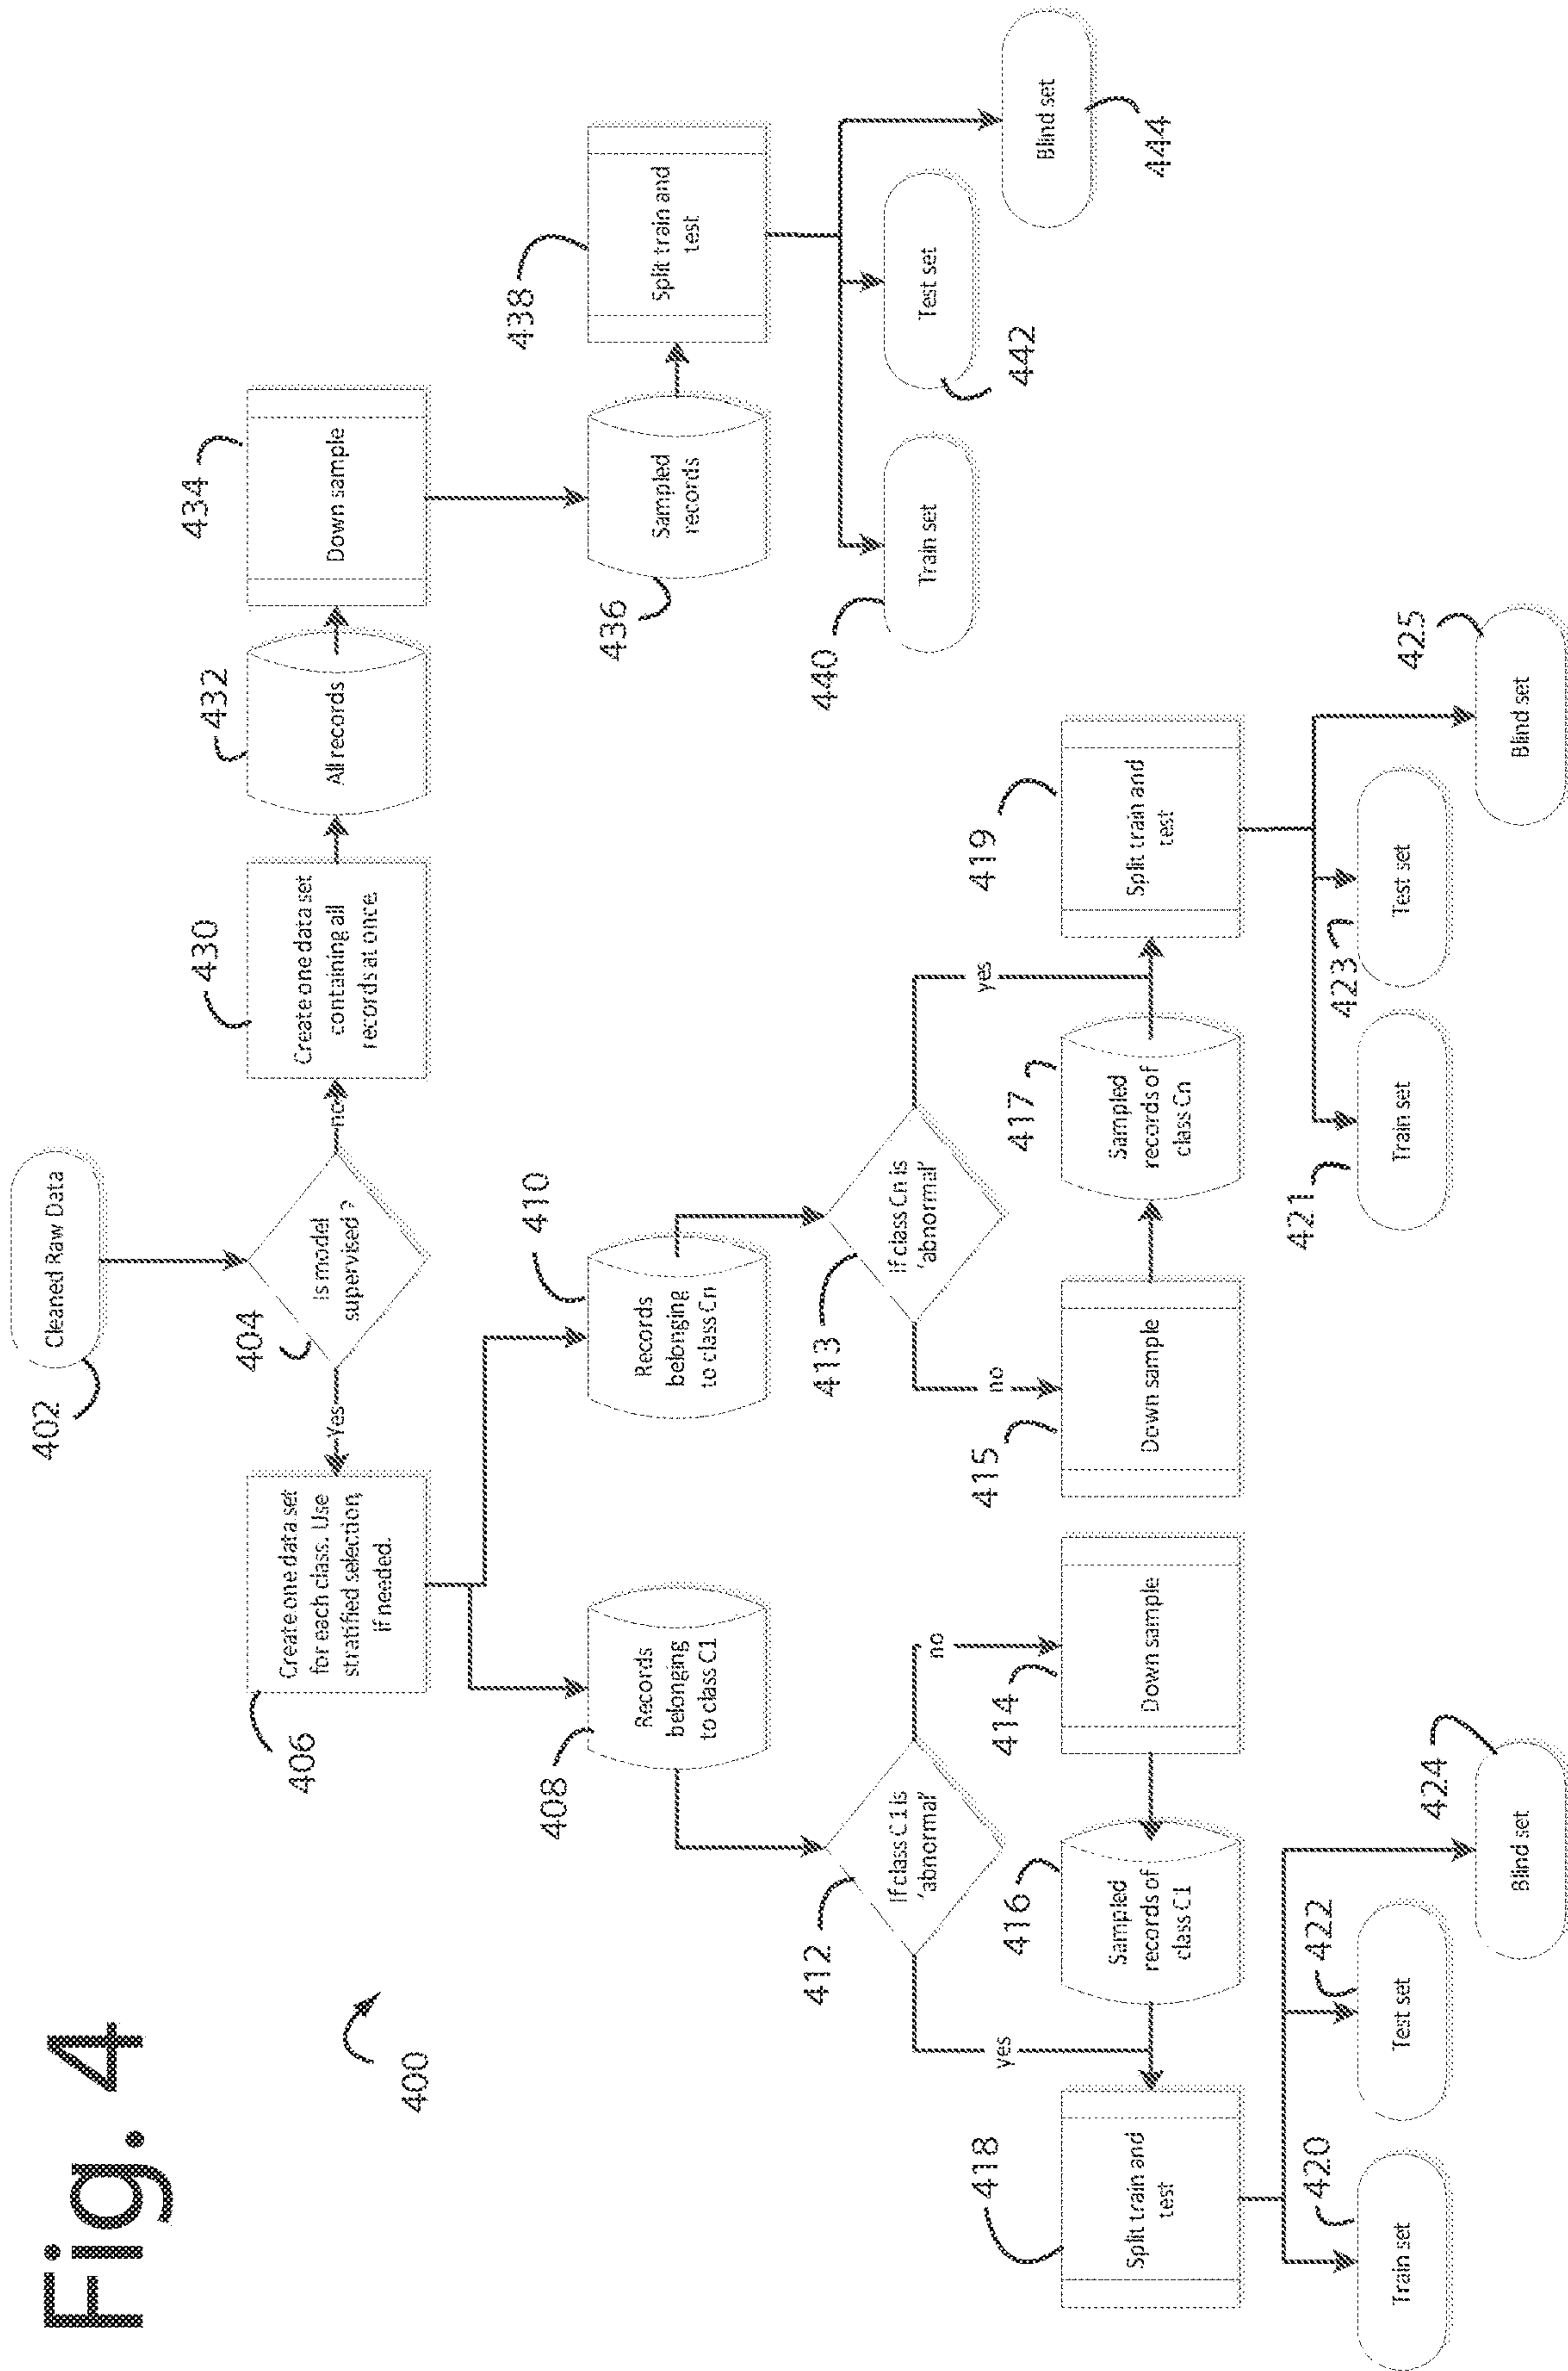 Fig. 4
400
402
Cleaned Raw Data
404
Is model
supervised ?
Yes
no
406
Create one data set
for each class. Use
stratified selection,
if needed.
430
Create one data set
containing all
records at once.
432
All records
434
Down sample
436
Sampled
records
438
Split train and
test
440
Train set
442
Test set
444
Blind set
408
Records
belonging
to class C1
410
Records
belonging
to class Cn
412
If class C1 is
'abnormal'
yes
no
413
If class Cn is
'abnormal'
no
yes
418
Split train and
test
416
Sampled
records of
class C1
414
Down sample
415
Down sample
417
Sampled
records of
class Cn
419
Split train and
test
420
Train set
422
Test set
424
Blind set
421
Train set
423
Test set
425
Blind set